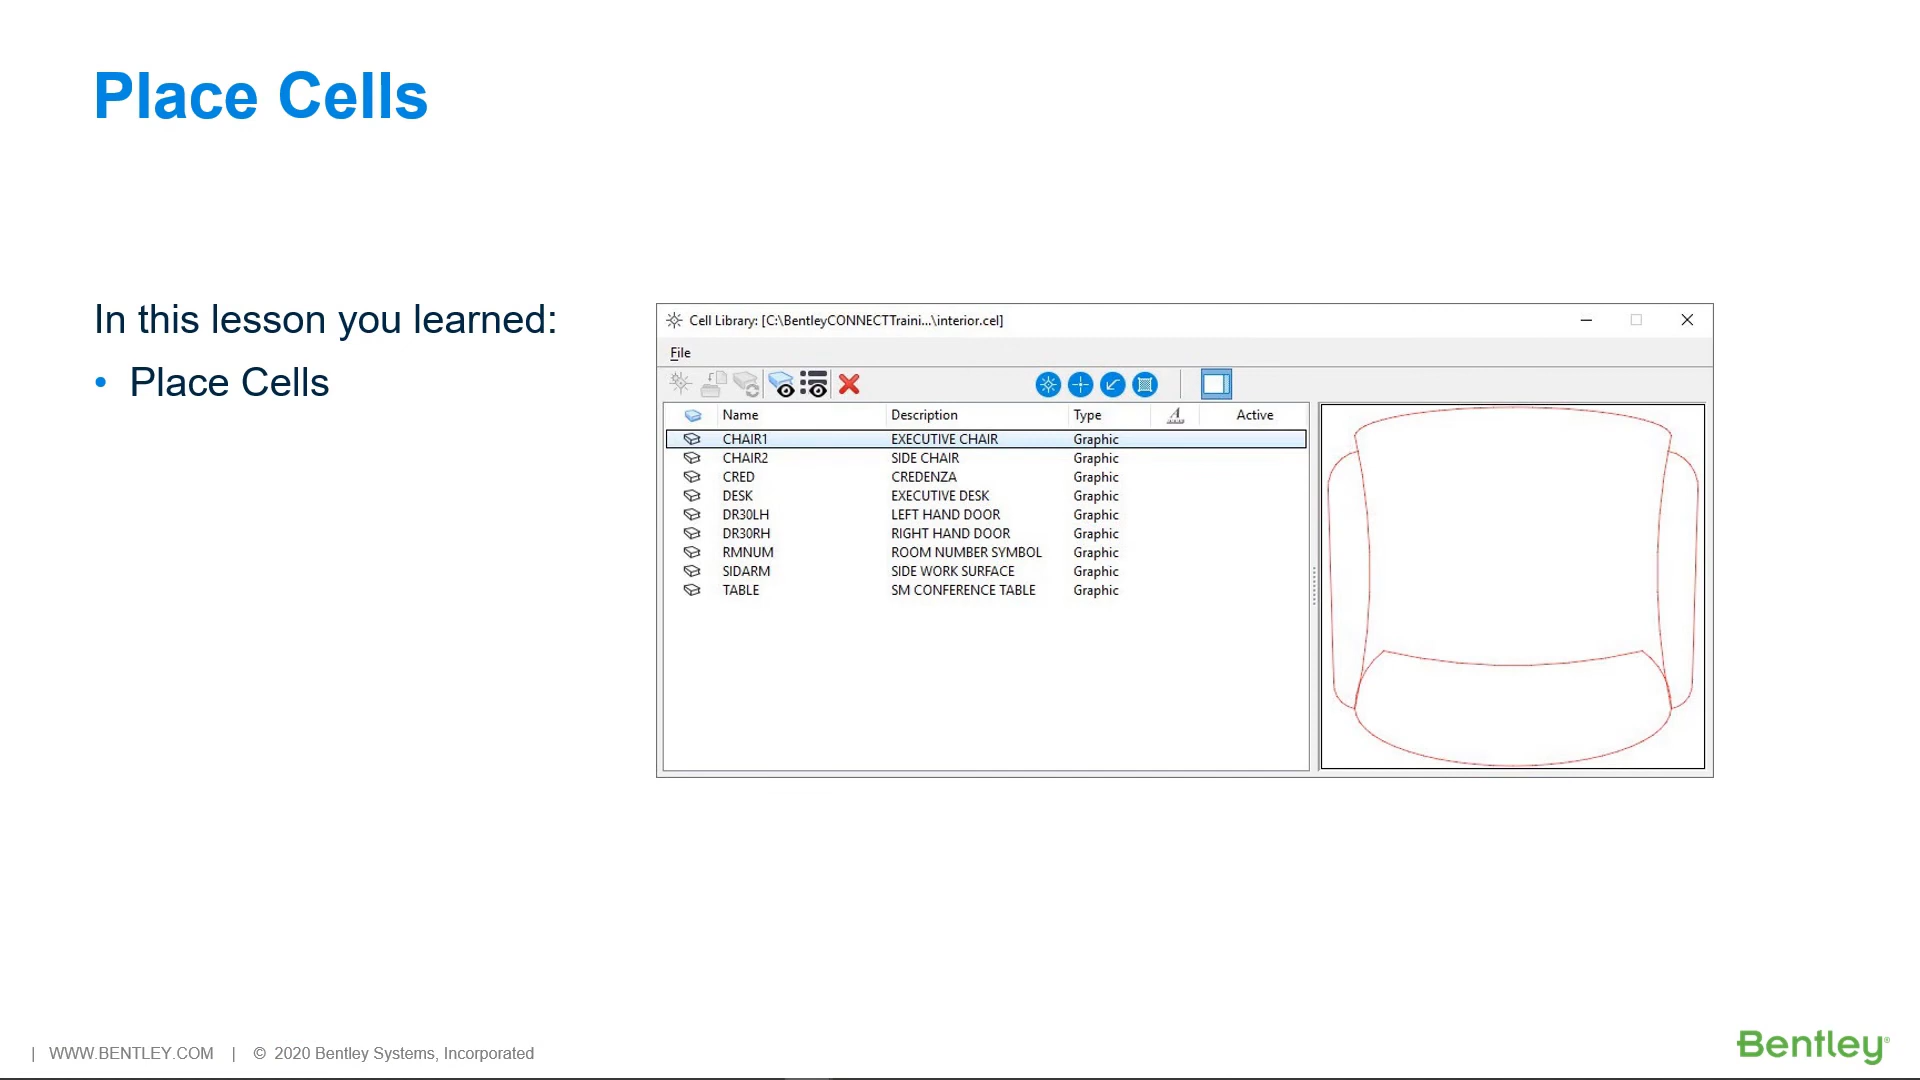 Place Cells
In this lesson you learned:
• Place Cells
Cell Library: [C:\BentleyCONNECTTraini...\interior.cel]
File
Name Description Type Active
CHAIR1 EXECUTIVE CHAIR Graphic
CHAIR2 SIDE CHAIR Graphic
CRED CREDENZA Graphic
DESK EXECUTIVE DESK Graphic
DR30LH LEFT HAND DOOR Graphic
DR30RH RIGHT HAND DOOR Graphic
RMNUM ROOM NUMBER SYMBOL Graphic
SIDARM SIDE WORK SURFACE Graphic
TABLE SM CONFERENCE TABLE Graphic
| WWW.BENTLEY.COM | © 2020 Bentley Systems, Incorporated
Bentley®